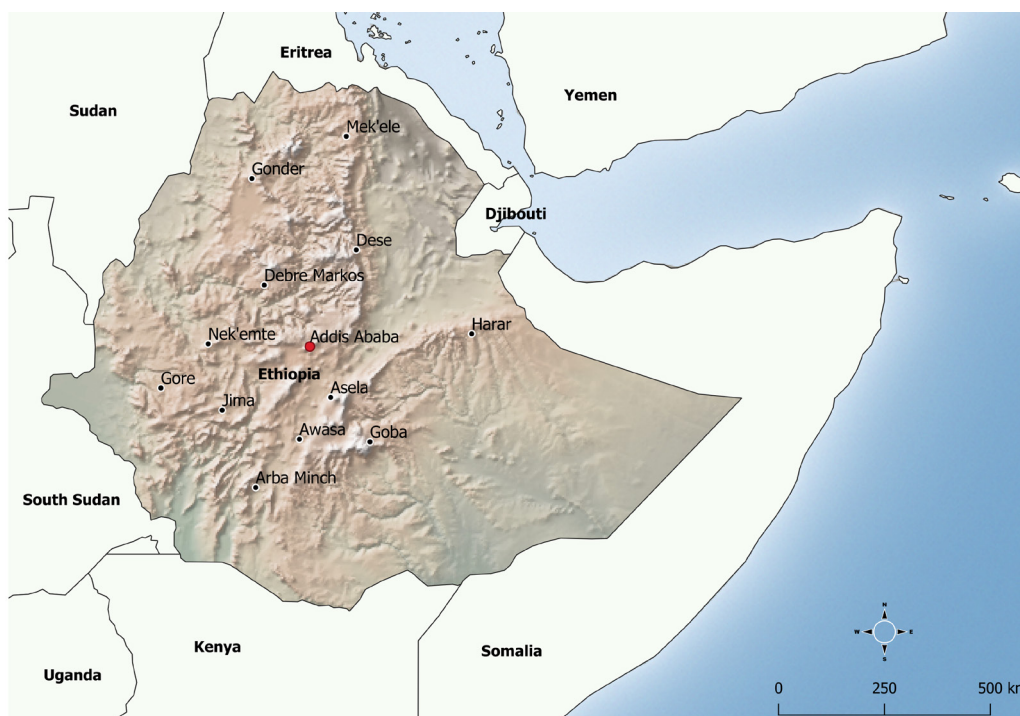 Eritrea
Yemen
Sudan
Mek'ele
Gonder
Djibouti
Dese
Debre Markos
Harar
Nek'emte
Addis Ababa
Ethiopia
Gore
Asela
Jima
Awasa
Goba
Arba Minch
South Sudan
N
W E
S
Kenya
Somalia
Uganda
0 250 500 km